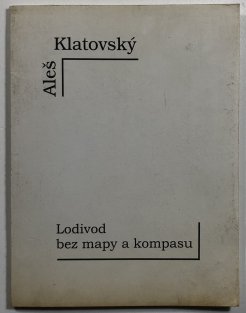 Aleš
Klatovský
Lodivod
bez mapy a kompasu